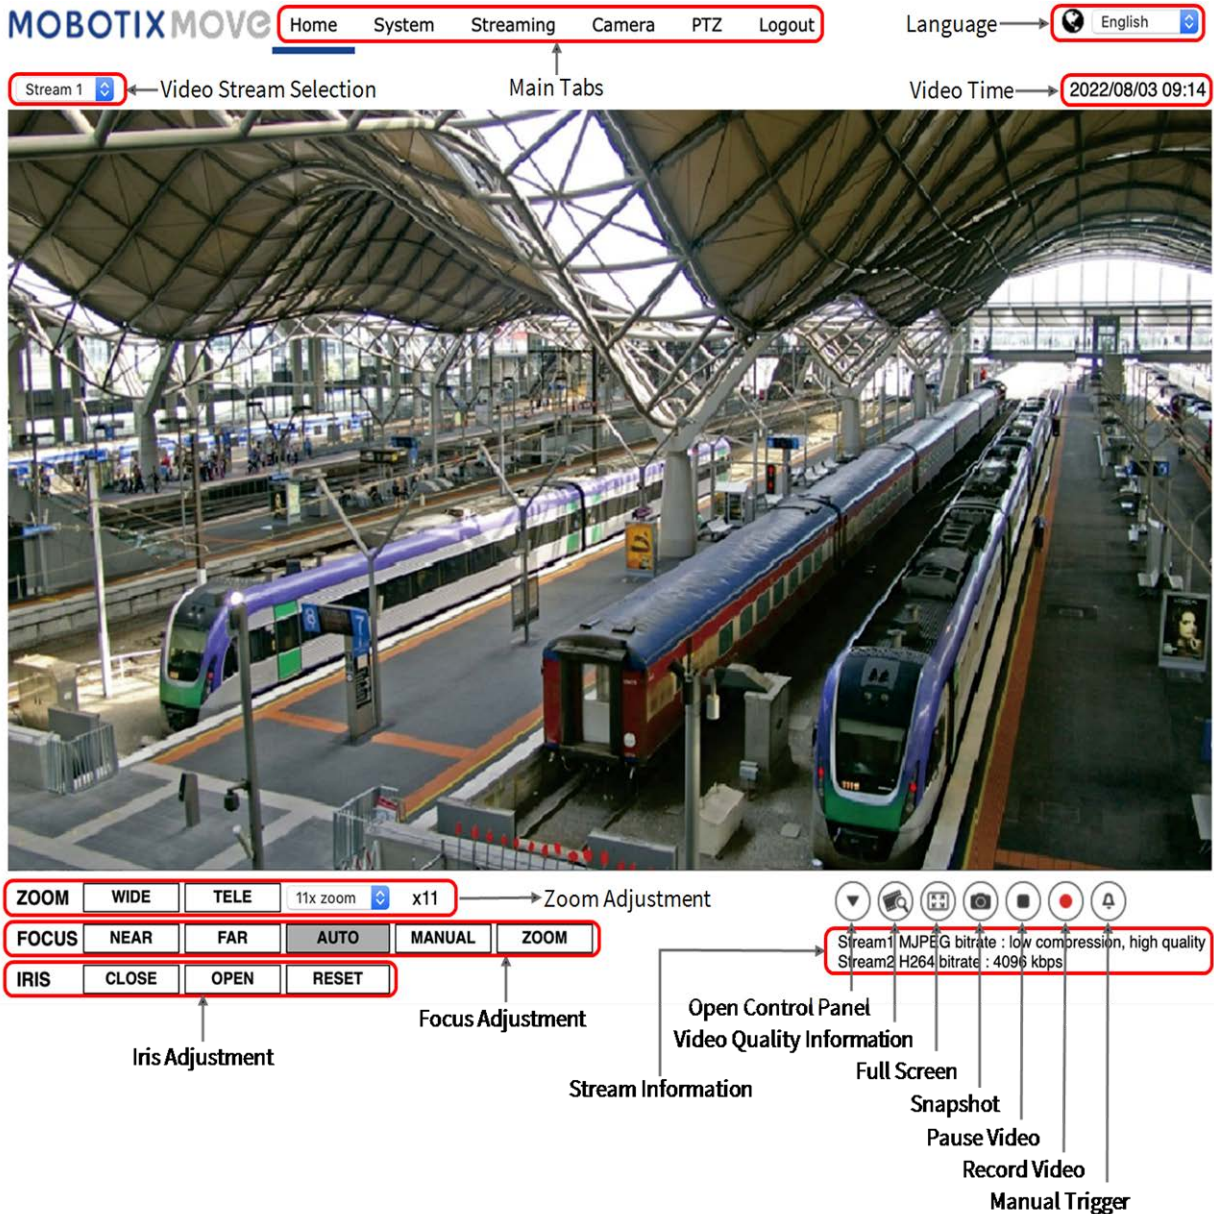 MOBOTIXMOVE Home System Streaming Camera PTZ Logout Language English
Stream 1 Video Stream Selection Main Tabs Video Time 2022/08/03 09:14
8 7
ZOOM WIDE TELE 11x zoom x11 Zoom Adjustment
FOCUS NEAR FAR AUTO MANUAL ZOOM
Stream1 MJPEG bitrate : low compression, high quality
Stream2 H264 bitrate : 4096 kbps
IRIS CLOSE OPEN RESET
Open Control Panel
Focus Adjustment
Video Quality Information
Iris Adjustment
Full Screen
Stream Information
Snapshot
Pause Video
Record Video
Manual Trigger